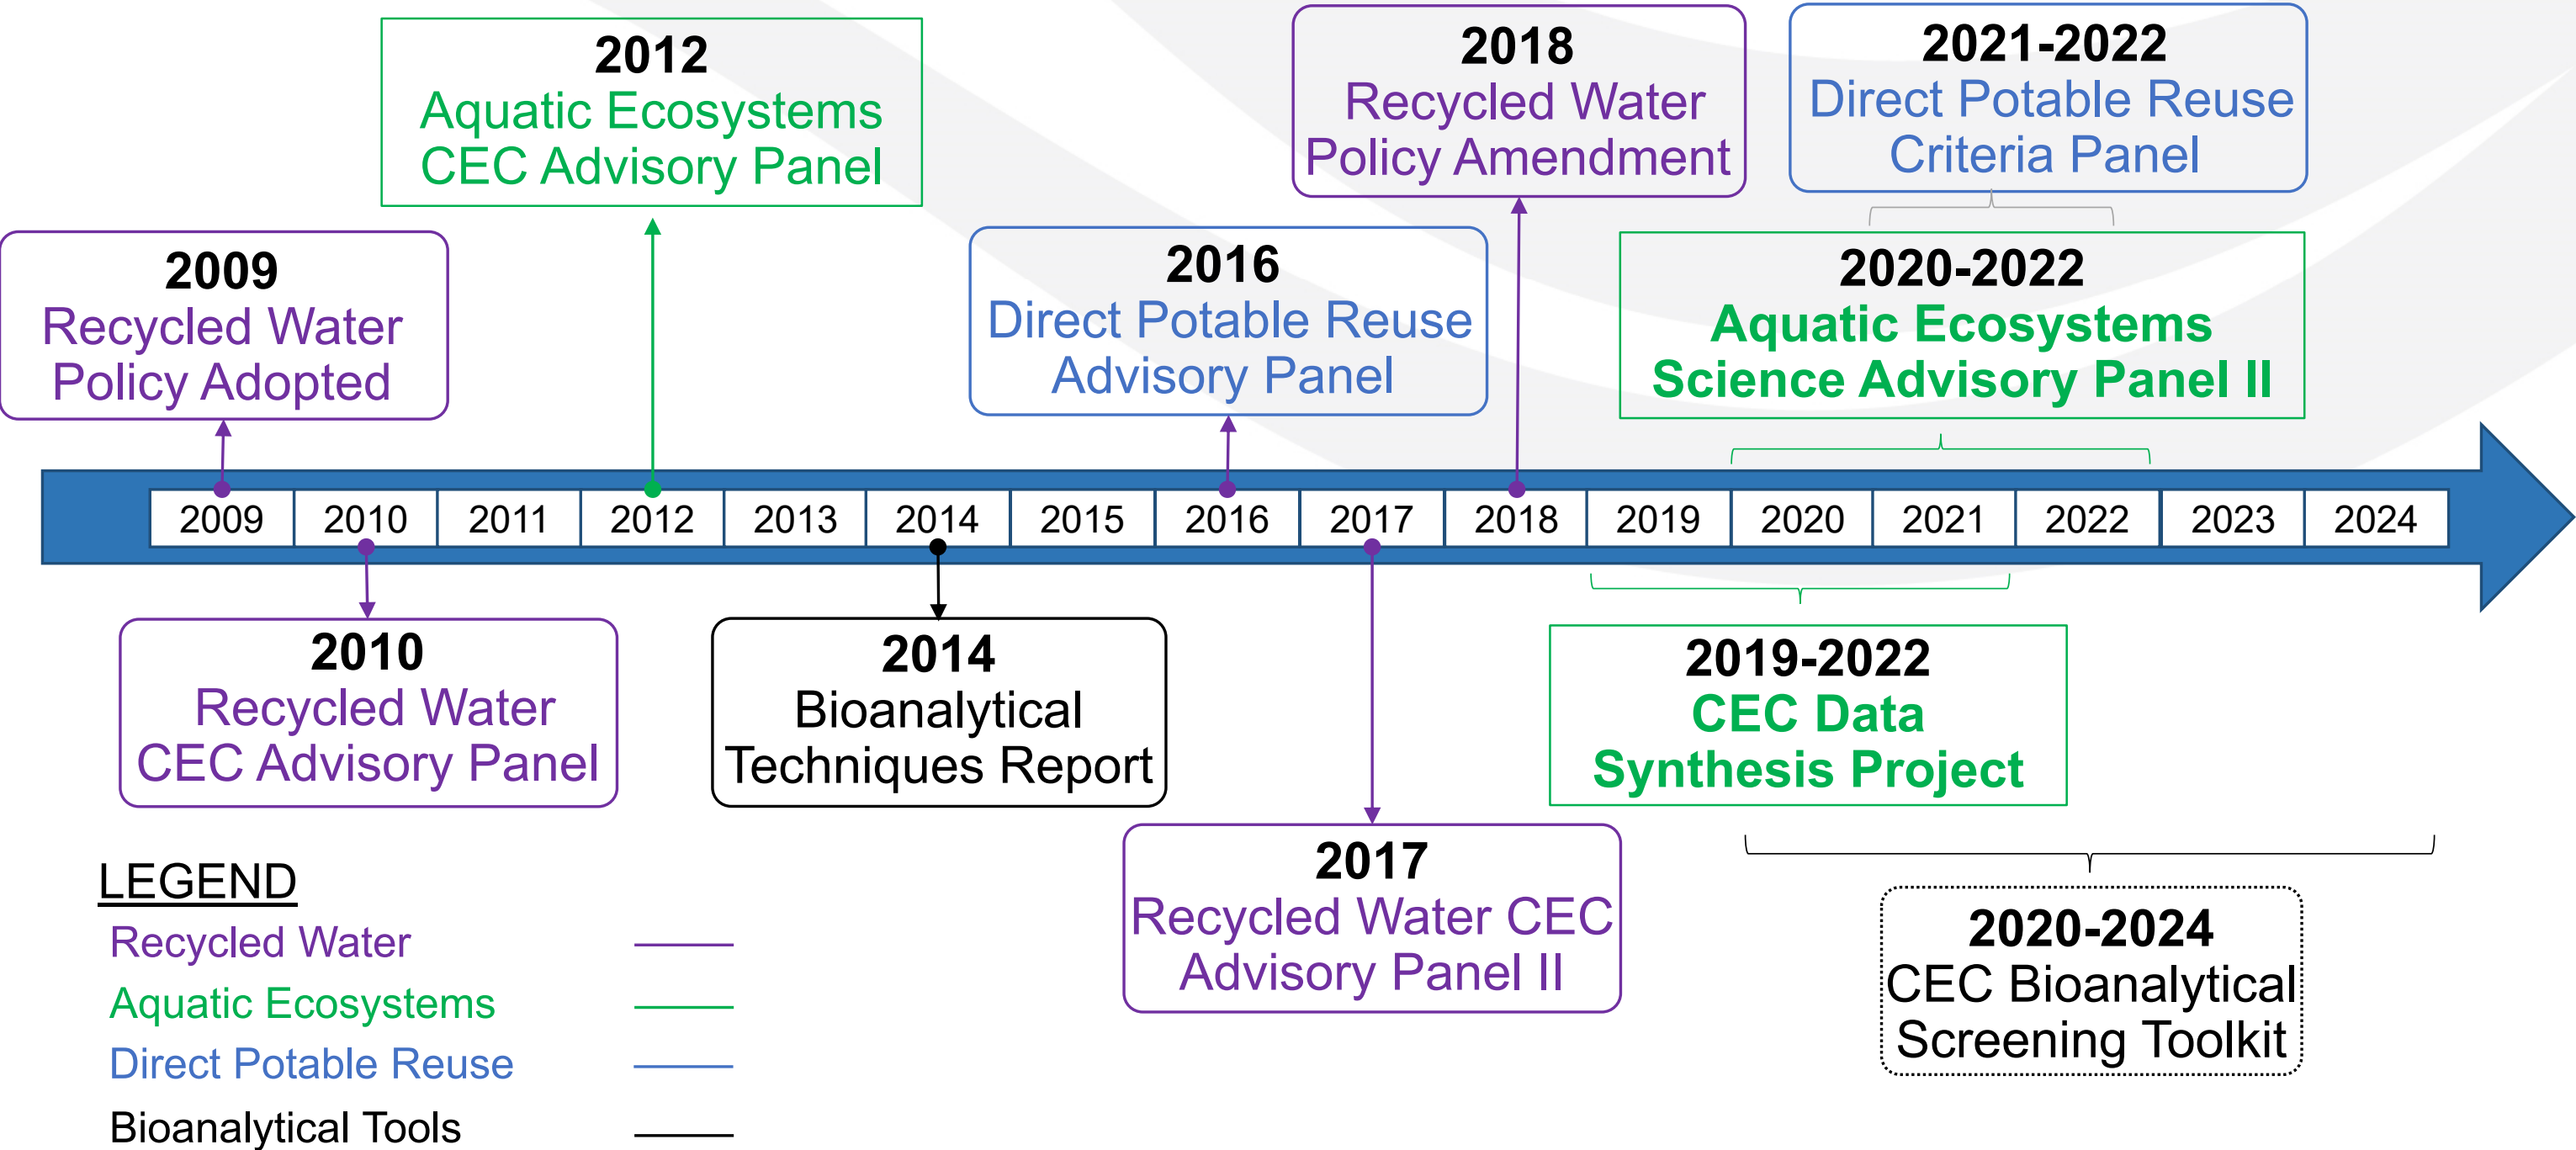 2012
Aquatic Ecosystems
CEC Advisory Panel
2018
Recycled Water
Policy Amendment
2021-2022
Direct Potable Reuse
Criteria Panel
2009
Recycled Water
Policy Adopted
2016
Direct Potable Reuse
Advisory Panel
2020-2022
Aquatic Ecosystems
Science Advisory Panel II
2009 2010 2011 2012 2013 2014 2015 2016 2017 2018 2019 2020 2021 2022 2023 2024
2010
Recycled Water
CEC Advisory Panel
2014
Bioanalytical
Techniques Report
2019-2022
CEC Data
Synthesis Project
2017
Recycled Water CEC
Advisory Panel II
2020-2024
CEC Bioanalytical
Screening Toolkit
LEGEND
Recycled Water
Aquatic Ecosystems
Direct Potable Reuse
Bioanalytical Tools